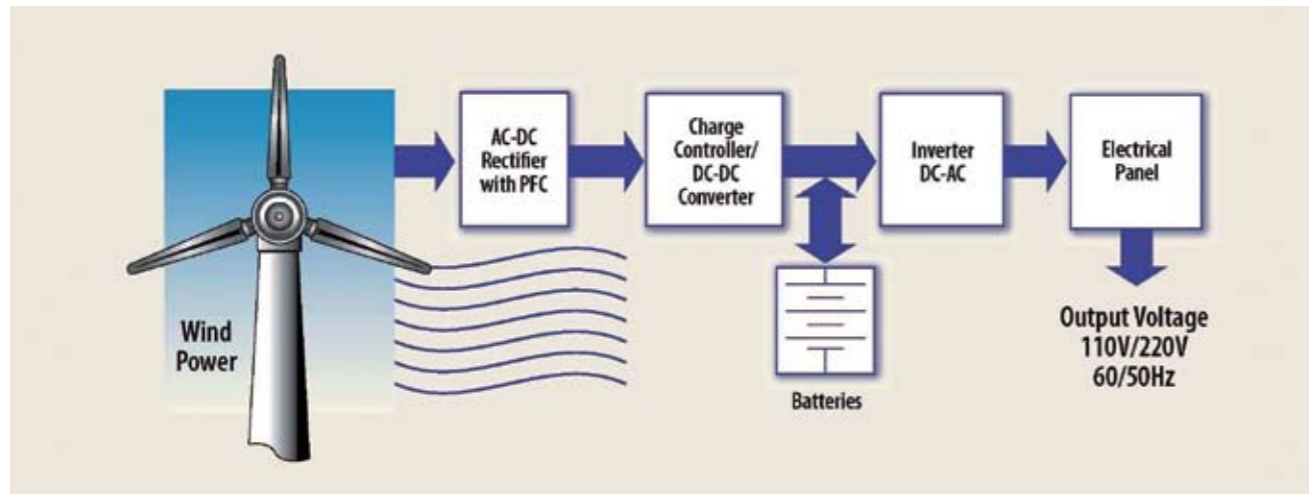 Wind
Power
AC-DC
Rectifier
with PFC
Charge
Controller/
DC-DC
Converter
Inverter
DC-AC
Electrical
Panel
Batteries
Output Voltage
110V/220V
60/50Hz